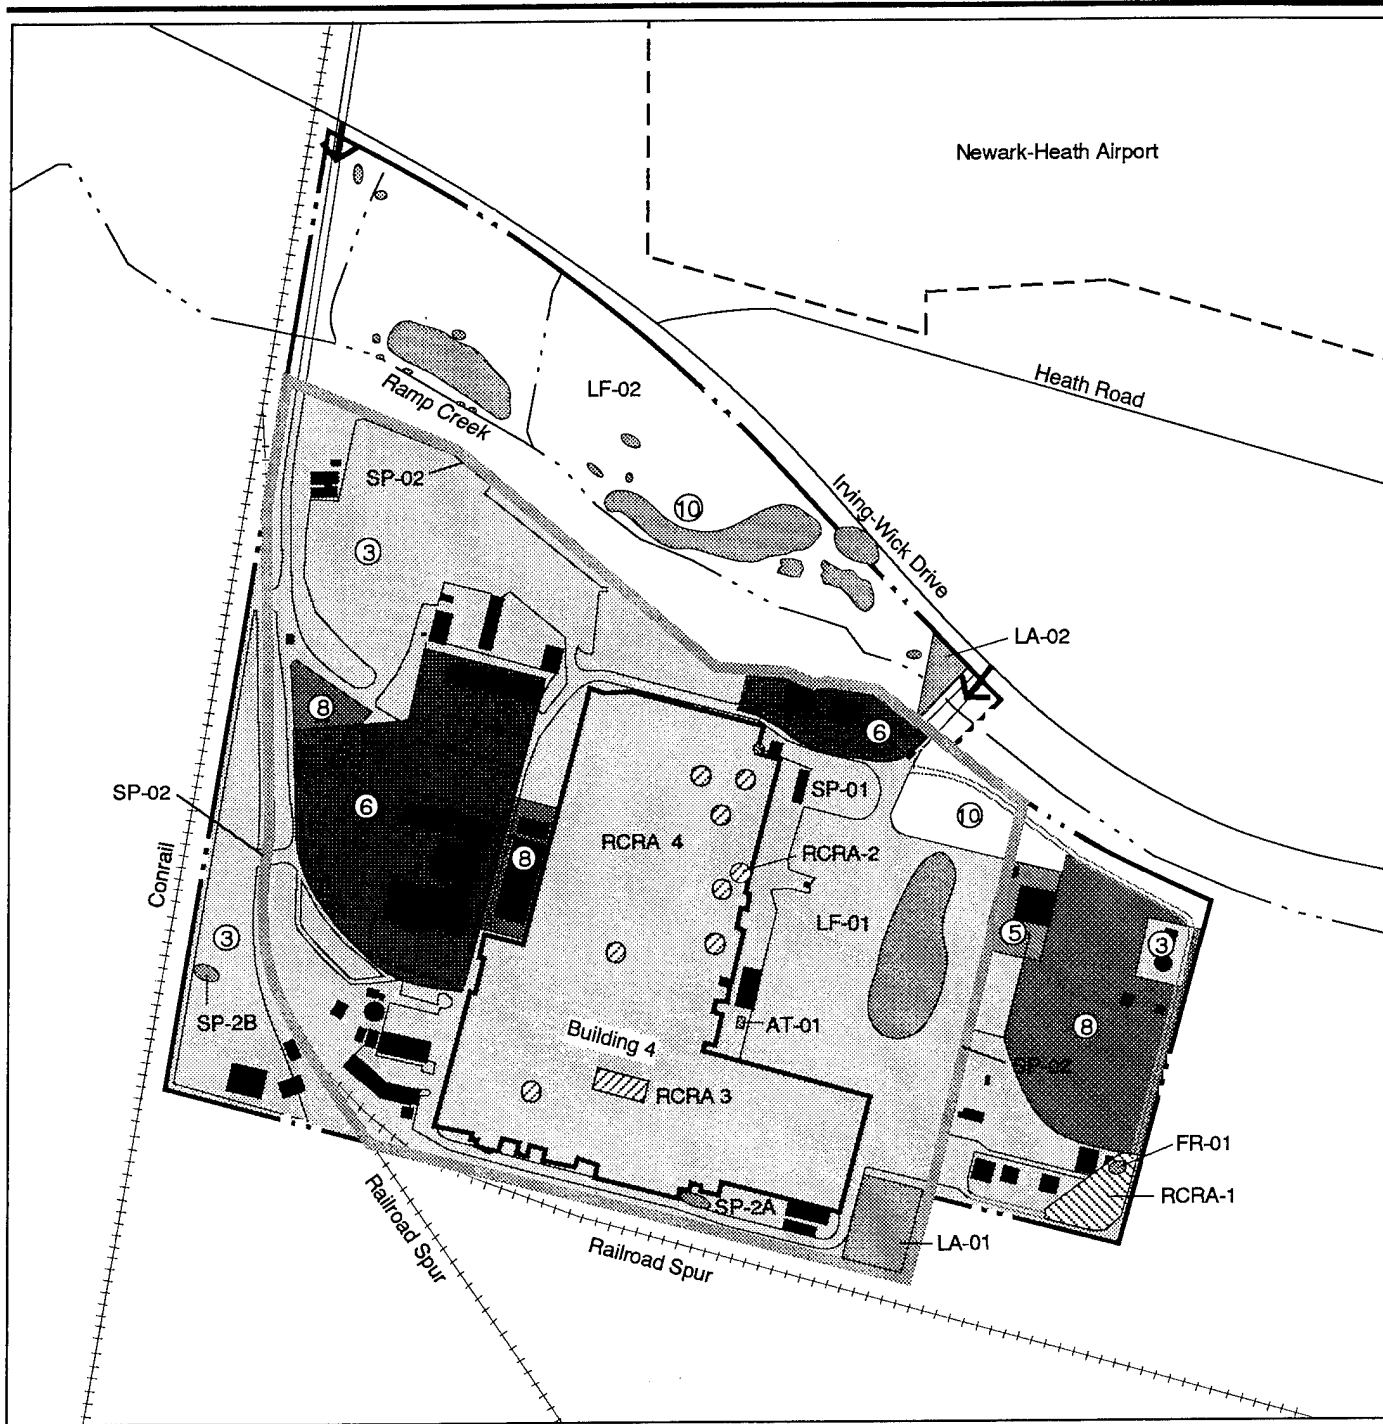 Newark-Heath Airport
Heath Road
LF-02
Ramp Creek
SP-02
⑩
Irving-Wick Drive
③
LA-02
⑧
⑥
SP-02
SP-01
⑥
⑩
RCRA 4
RCRA-2
⑧
Conrail
LF-01
③
⑤
③
SP-2B
AT-01
Building 4
⑧
SP-02
RCRA 3
FR-01
RCRA-1
SP-2A
LA-01
Railroad Spur
Railroad Spur